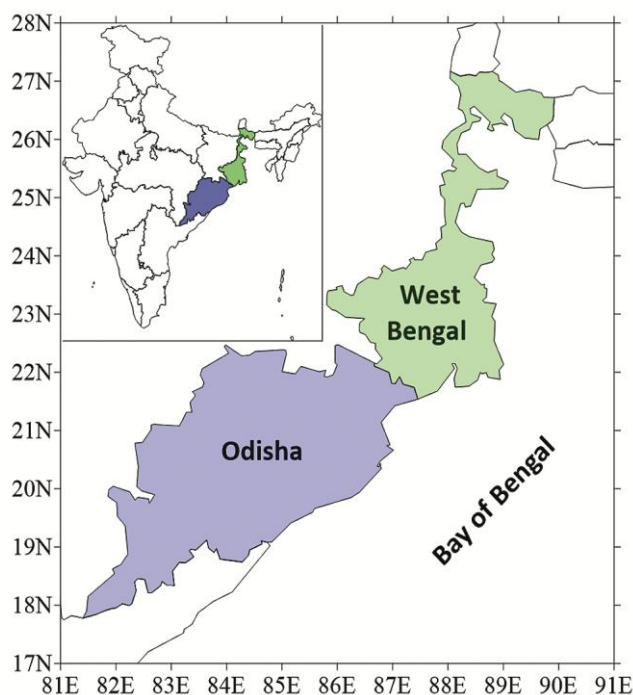 28N
27N
26N
25N
24N
23N
22N
21N
20N
19N
18N
17N
West
Bengal
Odisha
Bay of Bengal
81E 82E 83E 84E 85E 86E 87E 88E 89E 90E 91E